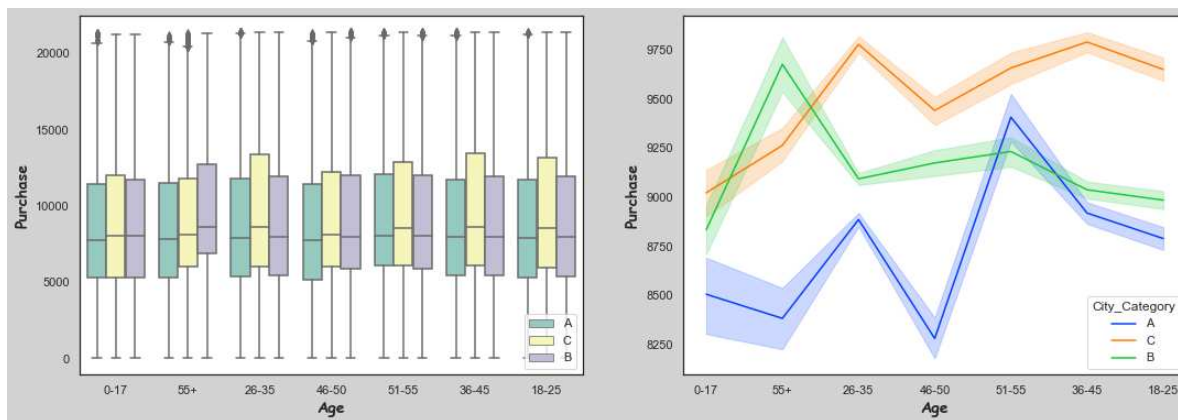 20000
15000
10000
5000
0
Purchase
0-17 55+ 26-35 46-50 51-55 36-45 18-25
Age
A
C
B
9750
9500
9250
9000
8750
8500
8250
Purchase
0-17 55+ 26-35 46-50 51-55 36-45 18-25
Age
City_Category
A
C
B